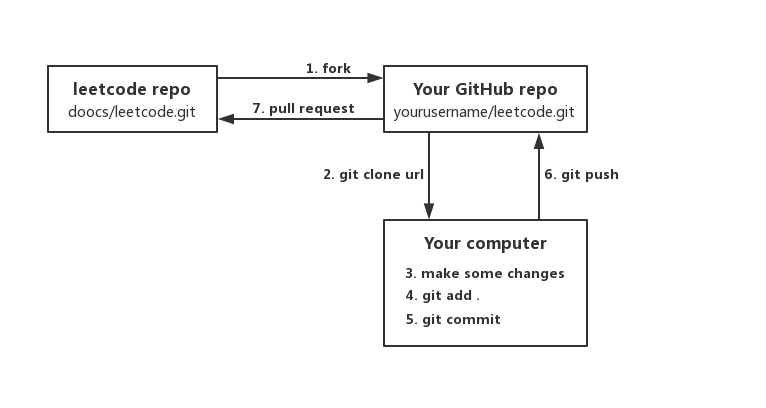 1. fork
leetcode repo
doocs/leetcode.git
Your GitHub repo
yourusername/leetcode.git
7. pull request
2. git clone url
6. git push
Your computer
3. make some changes
4. git add .
5. git commit